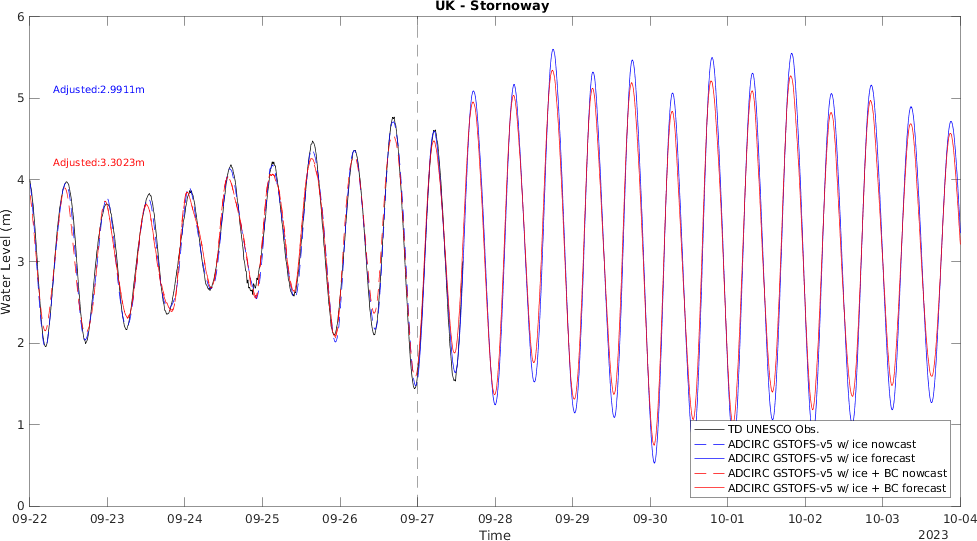 UK - Stornoway
6
5
4
3
2
1
0
Water Level (m)
Adjusted:2.9911m
Adjusted:3.3023m
TD UNESCO Obs.
ADCIRC GSTOFS-v5 w/ ice nowcast
ADCIRC GSTOFS-v5 w/ ice forecast
ADCIRC GSTOFS-v5 w/ ice + BC nowcast
ADCIRC GSTOFS-v5 w/ ice + BC forecast
09-22 09-23 09-24 09-25 09-26 09-27 09-28 09-29 09-30 10-01 10-02 10-03 10-04
Time
2023